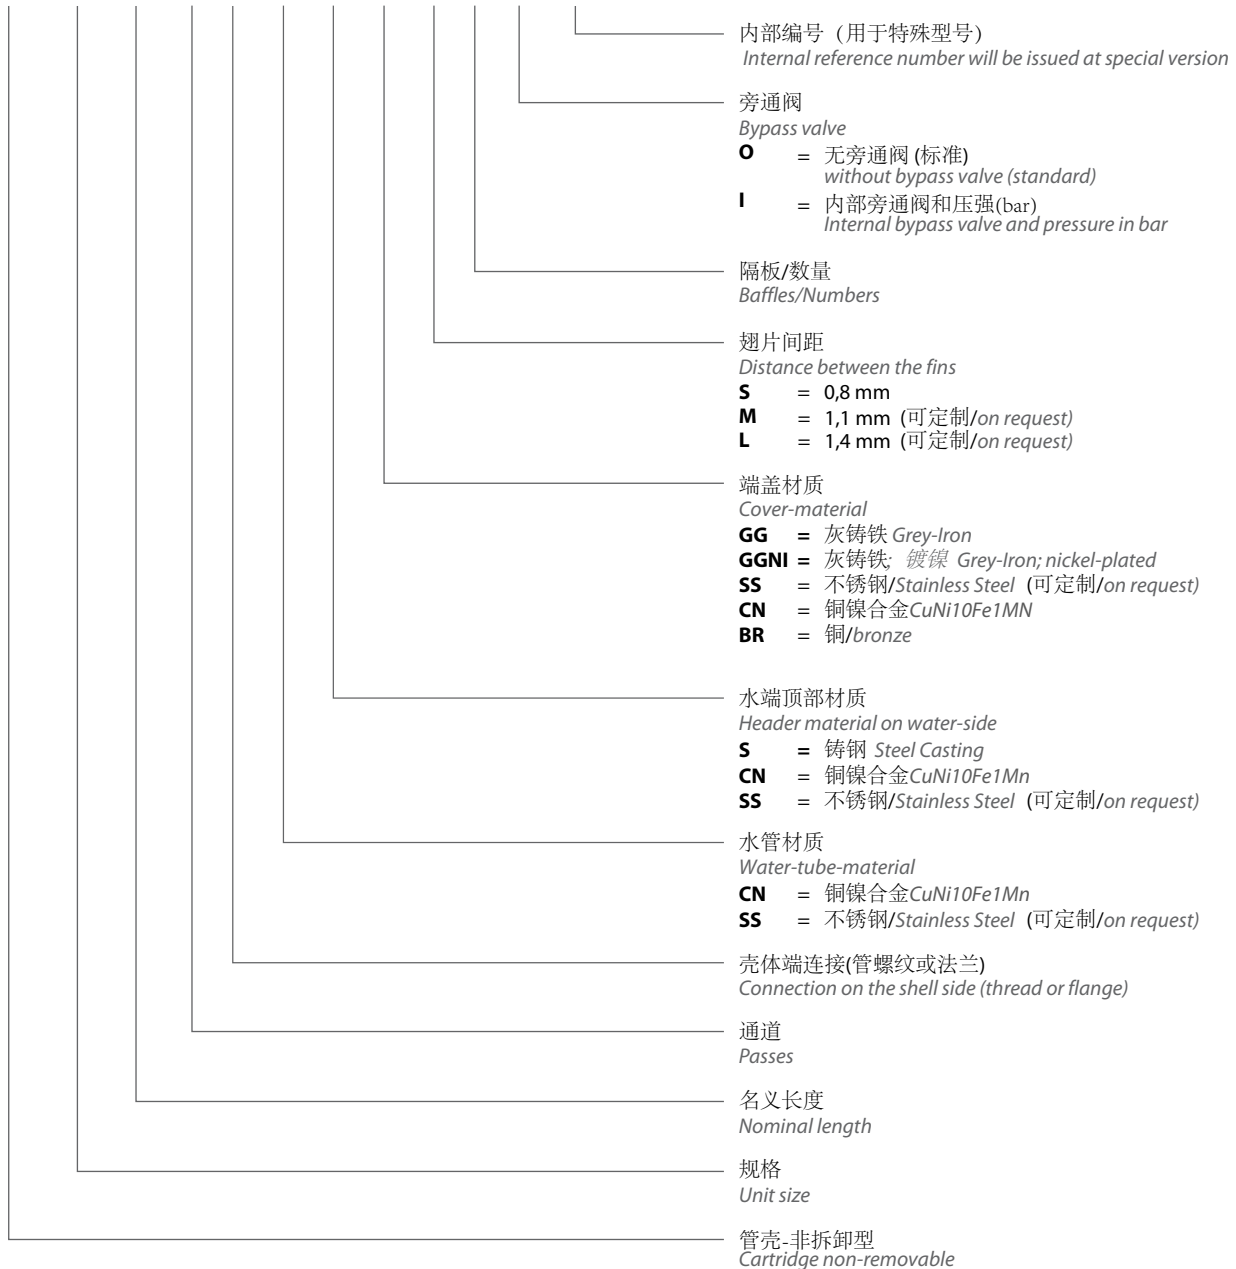 内部编号（用于特殊型号）
Internal reference number will be issued at special version
旁通阀
Bypass valve
O = 无旁通阀 (标准)
without bypass valve (standard)
I = 内部旁通阀和压强(bar)
Internal bypass valve and pressure in bar
隔板/数量
Baffles/Numbers
翅片间距
Distance between the fins
S = 0,8 mm
M = 1,1 mm (可定制/on request)
L = 1,4 mm (可定制/on request)
端盖材质
Cover-material
GG = 灰铸铁 Grey-Iron
GGNI = 灰铸铁; 镀镍 Grey-Iron; nickel-plated
SS = 不锈钢/Stainless Steel (可定制/on request)
CN = 铜镍合金CuNi10Fe1MN
BR = 铜/bronze
水端顶部材质
Header material on water-side
S = 铸钢 Steel Casting
CN = 铜镍合金CuNi10Fe1Mn
SS = 不锈钢/Stainless Steel (可定制/on request)
水管材质
Water-tube-material
CN = 铜镍合金CuNi10Fe1Mn
SS = 不锈钢/Stainless Steel (可定制/on request)
壳体端连接(管螺纹或法兰)
Connection on the shell side (thread or flange)
通道
Passes
名义长度
Nominal length
规格
Unit size
管壳-非拆卸型
Cartridge non-removable